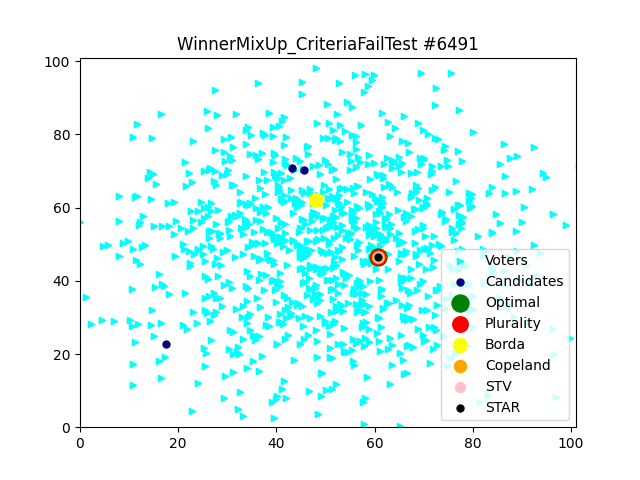 WinnerMixUp_CriteriaFailTest #6491
100
80
60
40
20
0
0
20
40
60
80
100
Voters
Candidates
Optimal
Plurality
Borda
Copeland
STV
STAR